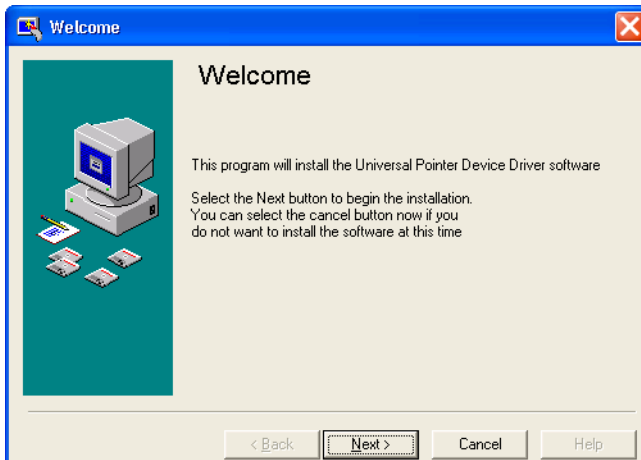 Welcome
Welcome
This program will install the Universal Pointer Device Driver software
Select the Next button to begin the installation.
You can select the cancel button now if you
do not want to install the software at this time
< Back Next > Cancel Help